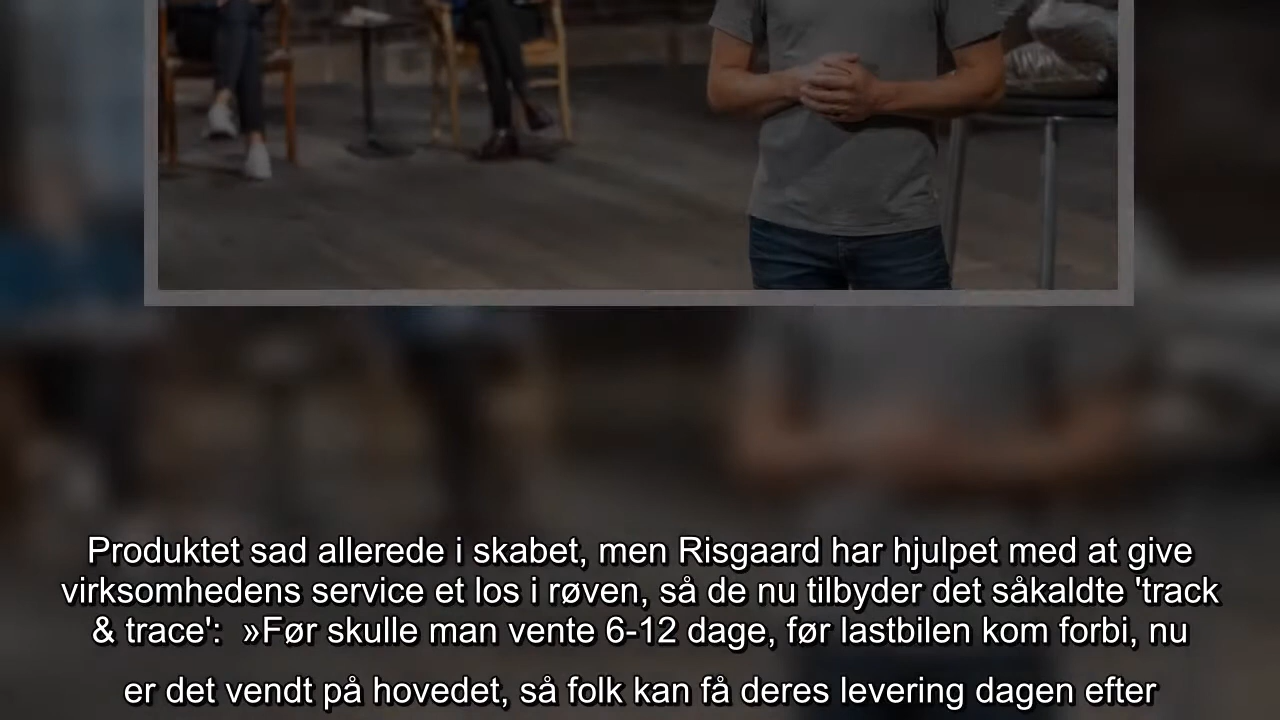 Produktet sad allerede i skabet, men Risgaard har hjulpet med at give
virksomhedens service et los i røven, så de nu tilbyder det såkaldte 'track
& trace':  »Før skulle man vente 6-12 dage, før lastbilen kom forbi, nu
er det vendt på hovedet, så folk kan få deres levering dagen efter